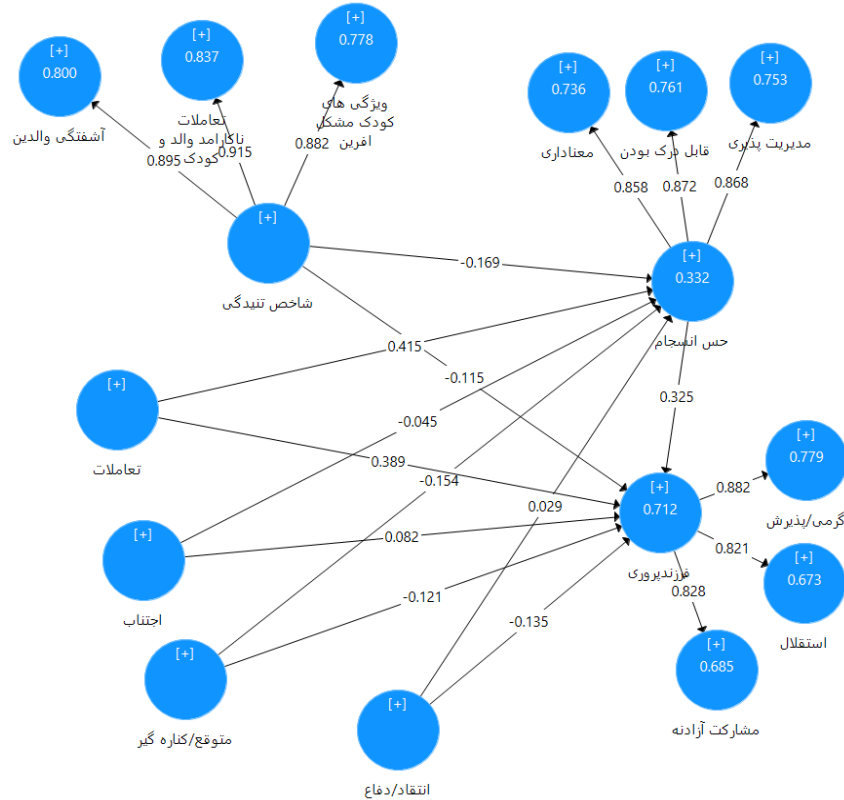 [+]
0.800
آشفتگی والدین
[+]
0.837
تعاملات
ناکارامد والد و
کودک
[+]
0.778
ویژگی های
کودک مشکل
افرین
[+]
0.736
معناداری
[+]
0.761
قابل درک بودن
[+]
0.753
مدیریت پذیری
0.895
0.915
0.882
0.858
0.872
0.868
[+]
شاخص تنیدگی
[+]
0.332
حس انسجام
-0.169
0.415
-0.115
-0.045
0.325
[+]
تعاملات
0.389
-0.154
0.029
[+]
0.712
فرزندپروری
0.882
[+]
0.779
گرمی/پذیرش
0.821
[+]
0.673
استقلال
0.828
[+]
0.685
مشارکت آزادنه
[+]
اجتناب
0.082
-0.121
-0.135
[+]
متوقع/کناره گیر
[+]
انتقاد/دفاع